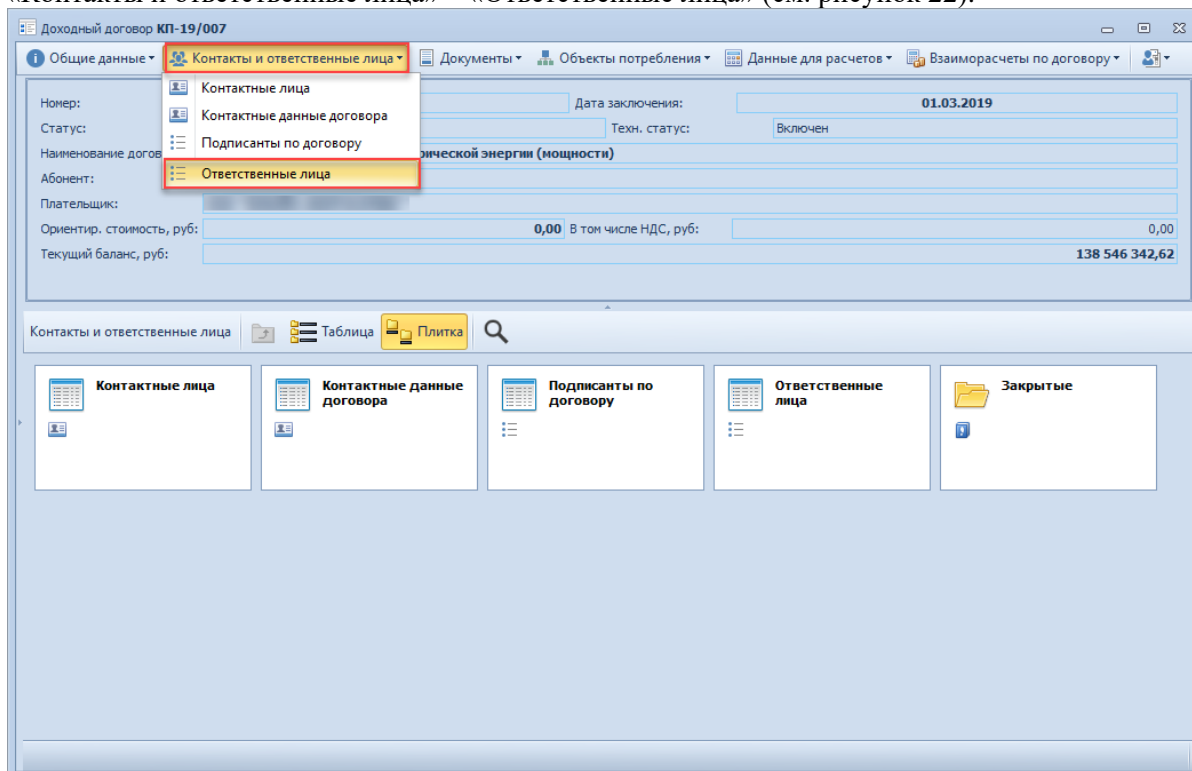 «Контакты и ответственные лица» – «Ответственные лица» (см. рисунок 22).
Доходный договор КП-19/007
Общие данные Контакты и ответственные лица Документы Объекты потребления Данные для расчетов Взаиморасчеты по договору
Контактные лица
Контактные данные договора
Подписанты по договору
Ответственные лица
Номер: Дата заключения: 01.03.2019
Статус: Техн. статус: Включен
Наименование догов рической энергии (мощности)
Абонент:
Плательщик:
Ориентир. стоимость, руб: 0,00 В том числе НДС, руб: 0,00
Текущий баланс, руб: 138 546 342,62
Контакты и ответственные лица Таблица Плитка
Контактные лица
Контактные данные
договора
Подписанты по
договору
Ответственные
лица
Закрытые